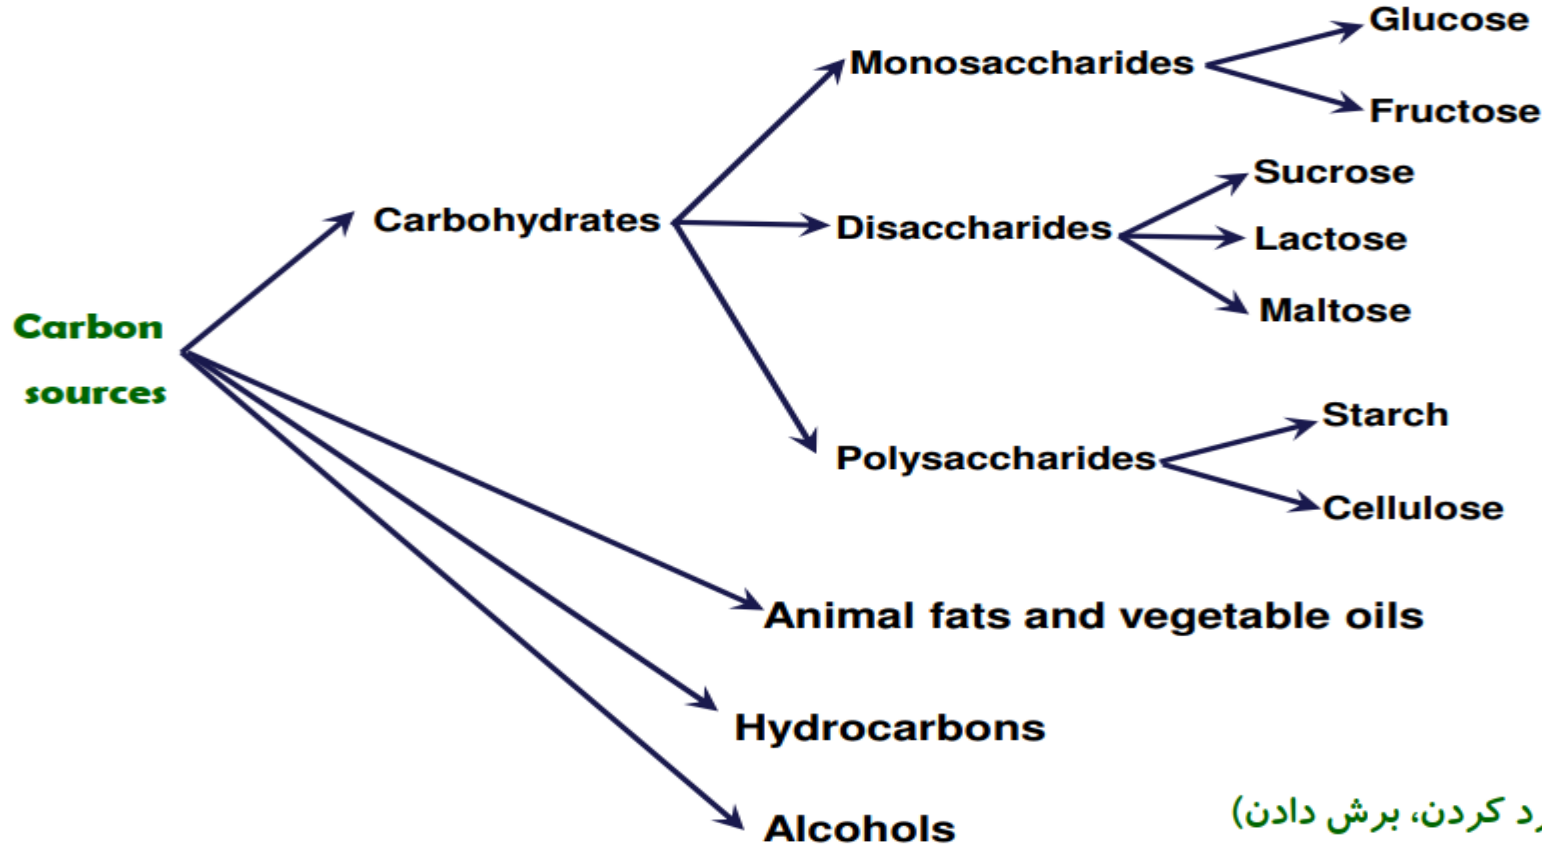 Glucose
Monosaccharides
Fructose
Sucrose
Carbohydrates
Disaccharides
Lactose
Maltose
Carbon
sources
Starch
Polysaccharides
Cellulose
Animal fats and vegetable oils
Hydrocarbons
کردن، برش دادن)
Alcohols